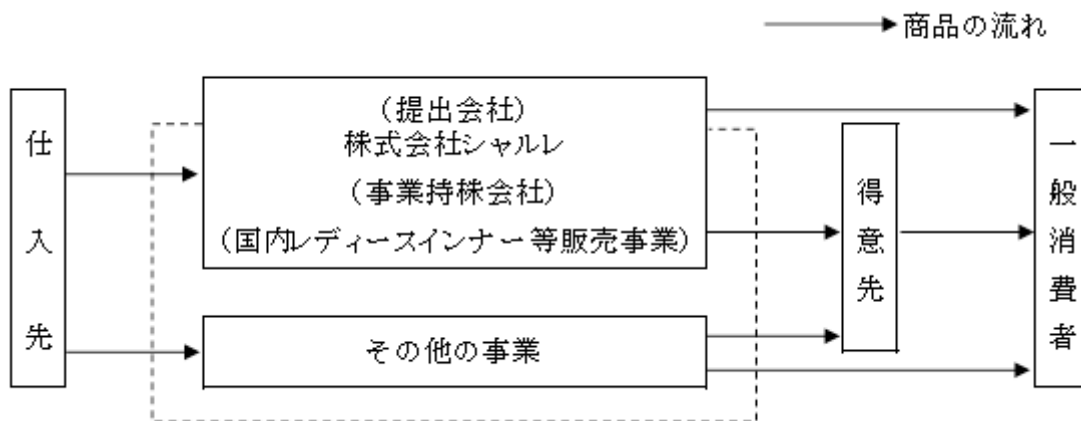 商品の流れ
仕入先
（提出会社）
株式会社シャルレ
（事業持株会社）
（国内レディースインナー等販売事業）
その他の事業
得意先
一般消費者